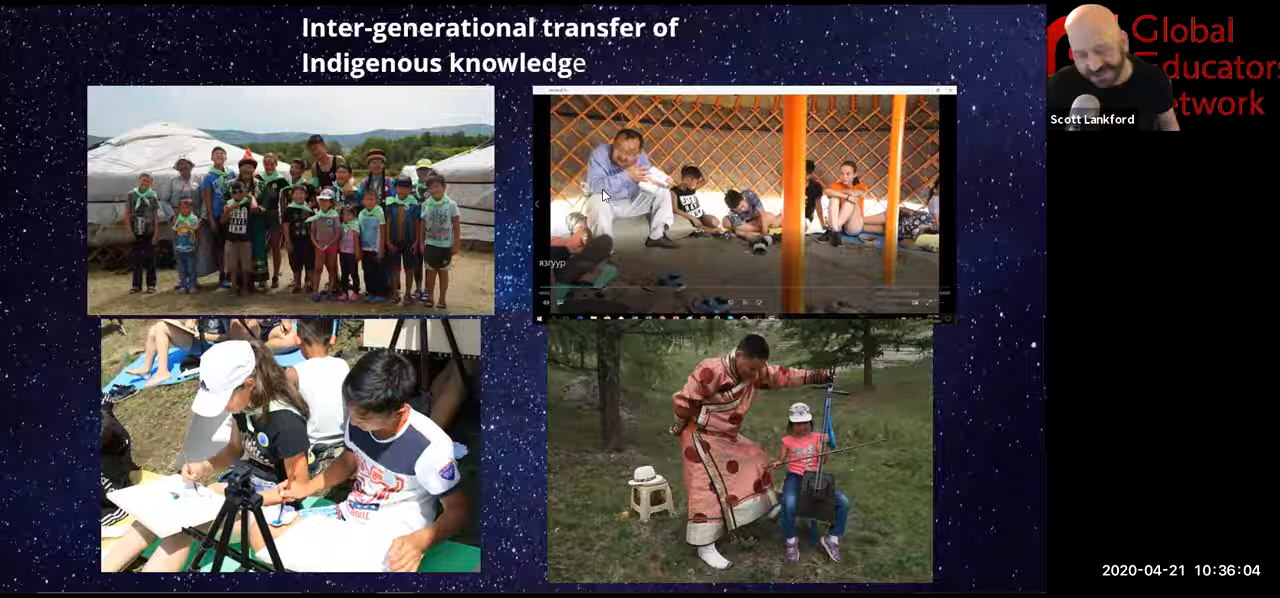 Inter-generational transfer of
Indigenous knowledge
Global
Educators
Network
Scott Lankford
язгуур
2020-04-21 10:36:04